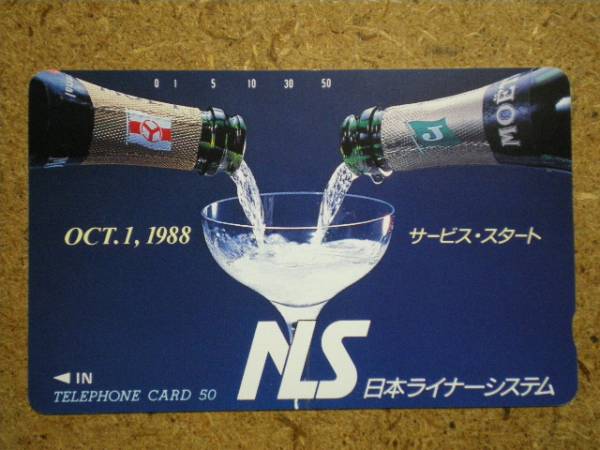 0 1 5 10 30 50
J
MOËT
OCT.1, 1988
サービス・スタート
NLS
日本ライナーシステム
◀ IN
TELEPHONE CARD 50